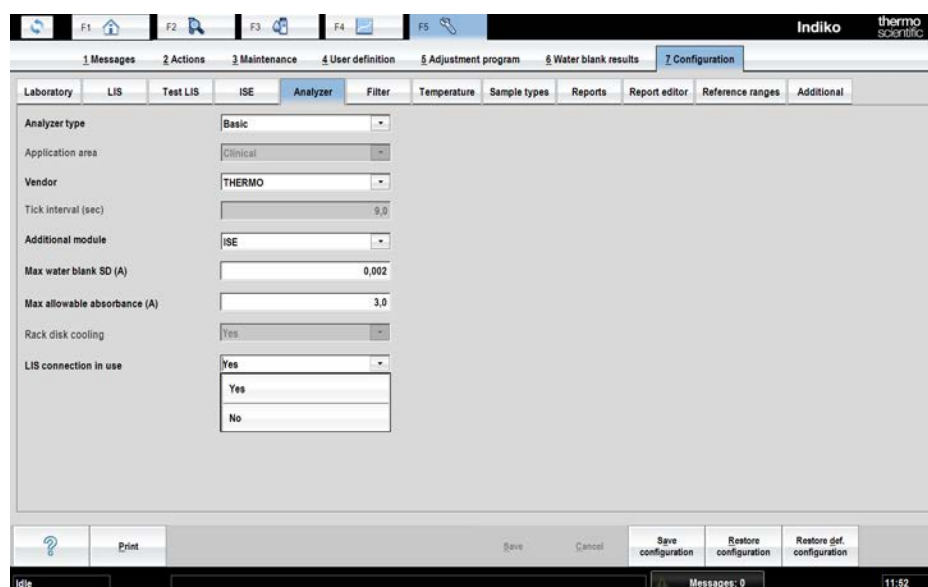 F1 F2 F3 F4 F5 Indiko thermo scientific
1 Messages 2 Actions 3 Maintenance 4 User definition 5 Adjustment program 6 Water blank results 7 Configuration
Laboratory LIS Test LIS ISE Analyzer Filter Temperature Sample types Reports Report editor Reference ranges Additional
Analyzer type Basic
Application area Clinical
Vendor THERMO
Tick interval (sec) 9,0
Additional module ISE
Max water blank SD (A) 0,002
Max allowable absorbance (A) 3,0
Rack disk cooling Yes
LIS connection in use Yes
Yes
No
? Print Save Cancel Save configuration Restore configuration Restore def. configuration
Idle Messages: 0 11:52